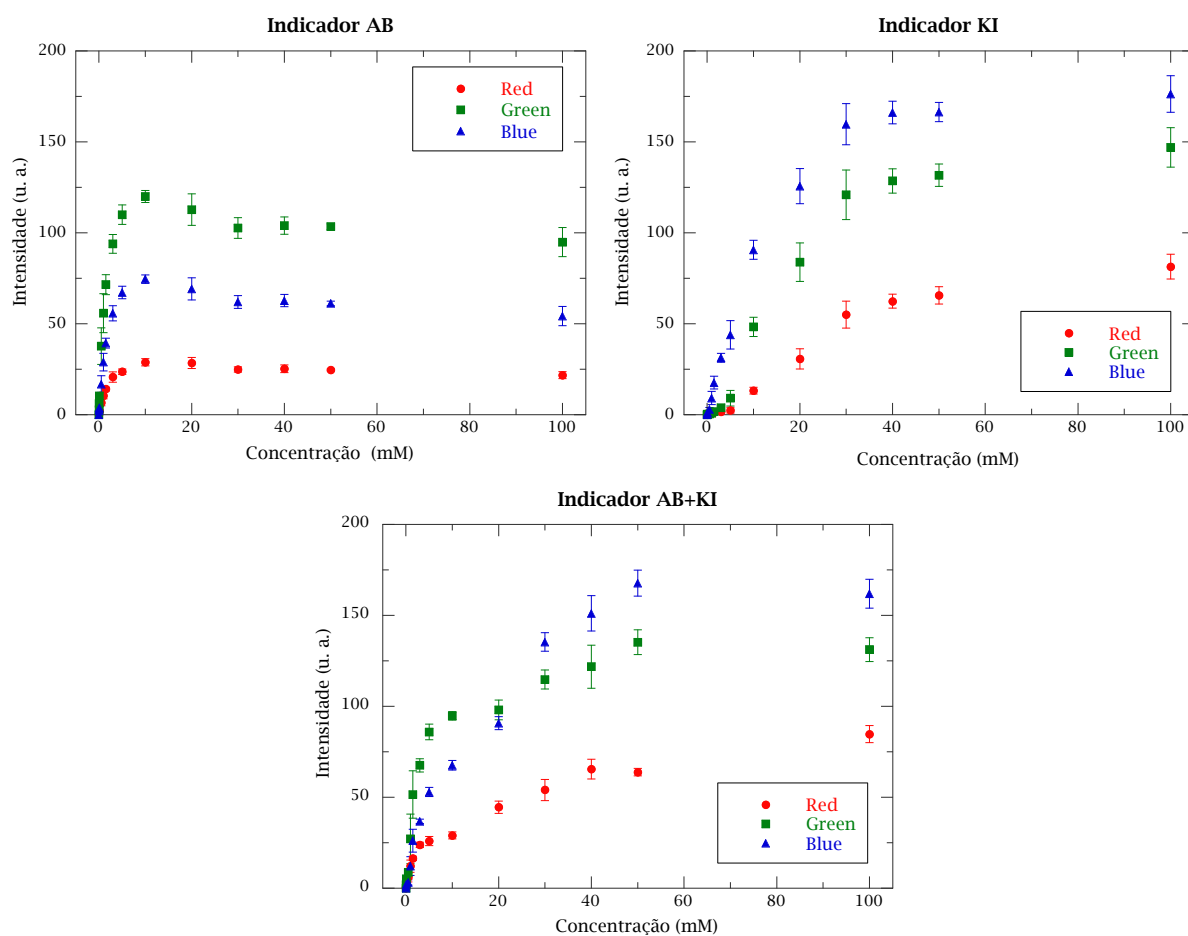 Indicador AB
Intensidade (u. a.)
200
150
100
50
0
Red
Green
Blue
0 20 40 60 80 100
Concentração (mM)
Indicador KI
Intensidade (u. a.)
200
150
100
50
0
Red
Green
Blue
0 20 40 60 80 100
Concentração (mM)
Indicador AB+KI
Intensidade (u. a.)
200
150
100
50
0
Red
Green
Blue
0 20 40 60 80 100
Concentração (mM)